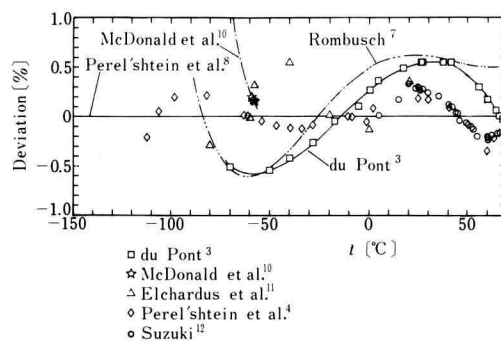 1.0
McDonald et al.¹⁰
Rombusch⁷
Perel'shtein et al.⁸
0.5
Deviation [%]
0
-0.5
du Pont³
-1.0
-150 -100 -50 0 50
t [℃]
□ du Pont³
☆ McDonald et al.¹⁰
△ Elchardus et al.¹¹
◇ Perel'shtein et al.⁴
○ Suzuki¹²